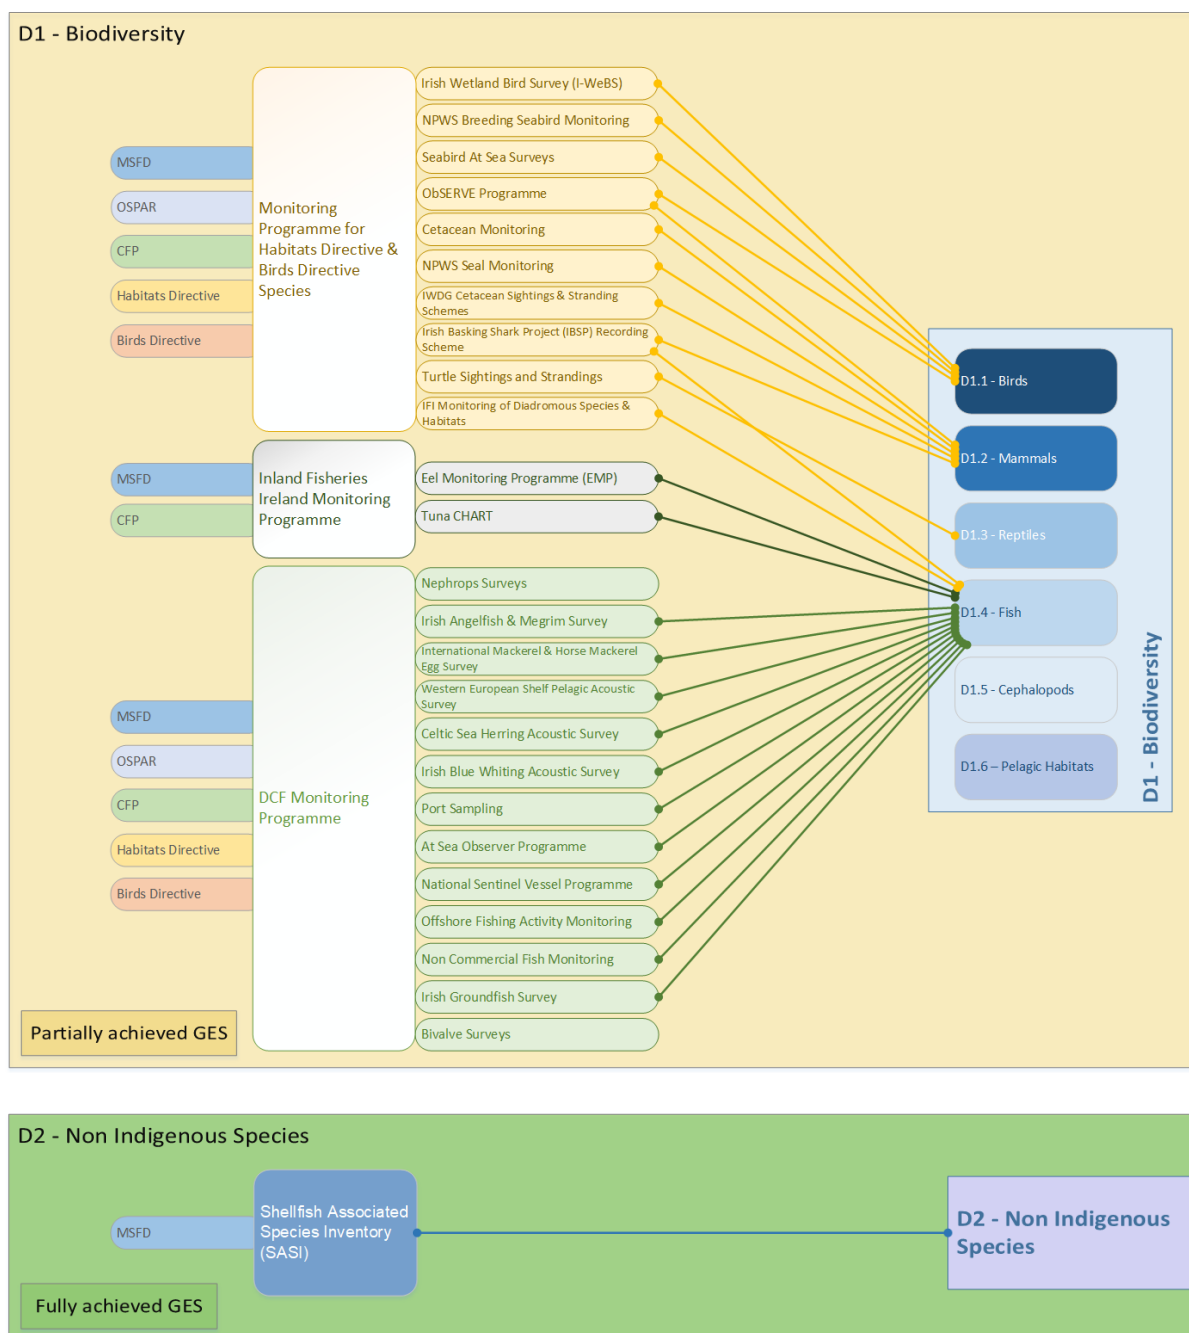 D1 - Biodiversity
MSFD
OSPAR
CFP
Habitats Directive
Birds Directive
Monitoring
Programme for
Habitats Directive &
Birds Directive
Species
Irish Wetland Bird Survey (I-WeBS)
NPWS Breeding Seabird Monitoring
Seabird At Sea Surveys
ObSERVE Programme
Cetacean Monitoring
NPWS Seal Monitoring
IWDG Cetacean Sightings & Stranding
Schemes
Irish Basking Shark Project (IBSP) Recording
Scheme
Turtle Sightings and Strandings
IFI Monitoring of Diadromous Species &
Habitats
MSFD
CFP
Inland Fisheries
Ireland Monitoring
Programme
Eel Monitoring Programme (EMP)
Tuna CHART
MSFD
OSPAR
CFP
Habitats Directive
Birds Directive
DCF Monitoring
Programme
Nephrops Surveys
Irish Angelfish & Megrim Survey
International Mackerel & Horse Mackerel
Egg Survey
Western European Shelf Pelagic Acoustic
Survey
Celtic Sea Herring Acoustic Survey
Irish Blue Whiting Acoustic Survey
Port Sampling
At Sea Observer Programme
National Sentinel Vessel Programme
Offshore Fishing Activity Monitoring
Non Commercial Fish Monitoring
Irish Groundfish Survey
Bivalve Surveys
D1.1 - Birds
D1.2 - Mammals
D1.3 - Reptiles
D1.4 - Fish
D1.5 - Cephalopods
D1.6 – Pelagic Habitats
D1 - Biodiversity
Partially achieved GES
D2 - Non Indigenous Species
MSFD
Shellfish Associated
Species Inventory
(SASI)
D2 - Non Indigenous
Species
Fully achieved GES